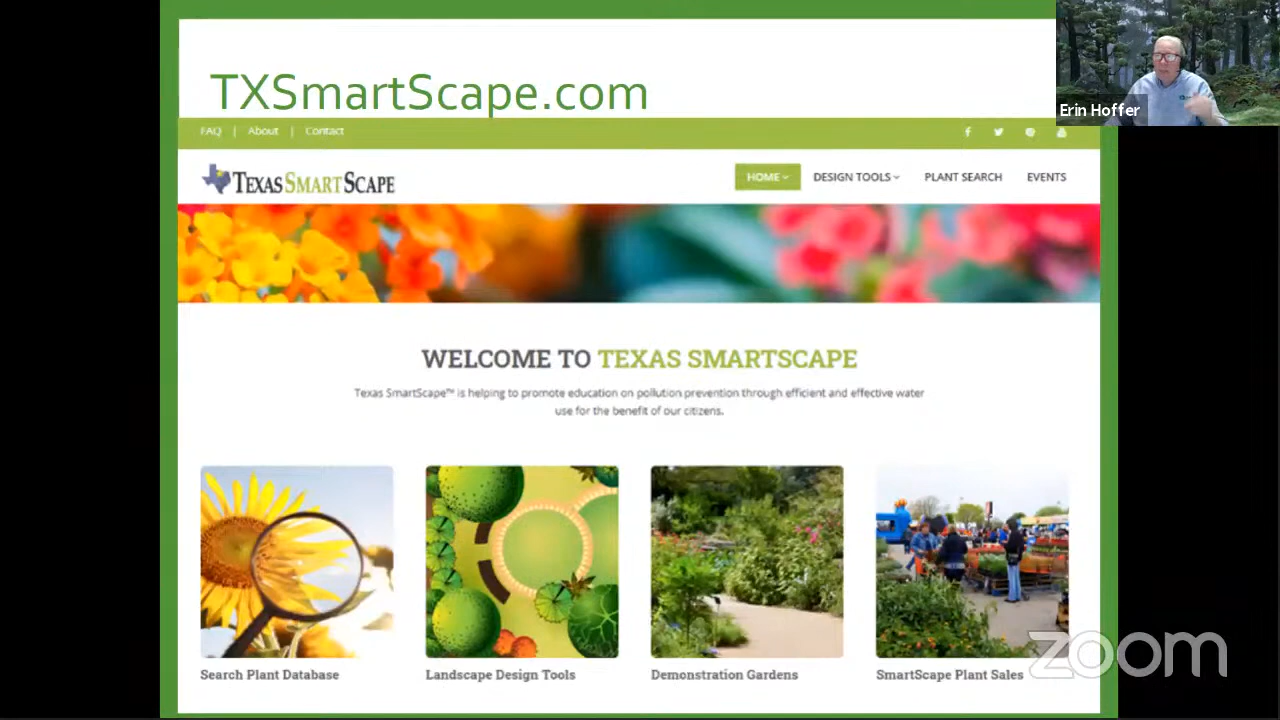 TXSmartScape.com
Erin Hoffer
FAQ | About | Contact
TEXAS SMARTSCAPE
HOME
DESIGN TOOLS
PLANT SEARCH
EVENTS
WELCOME TO TEXAS SMARTSCAPE
Texas SmartScape™ is helping to promote education on pollution prevention through efficient and effective water
use for the benefit of our citizens.
Search Plant Database
Landscape Design Tools
Demonstration Gardens
SmartScape Plant Sales
zoom